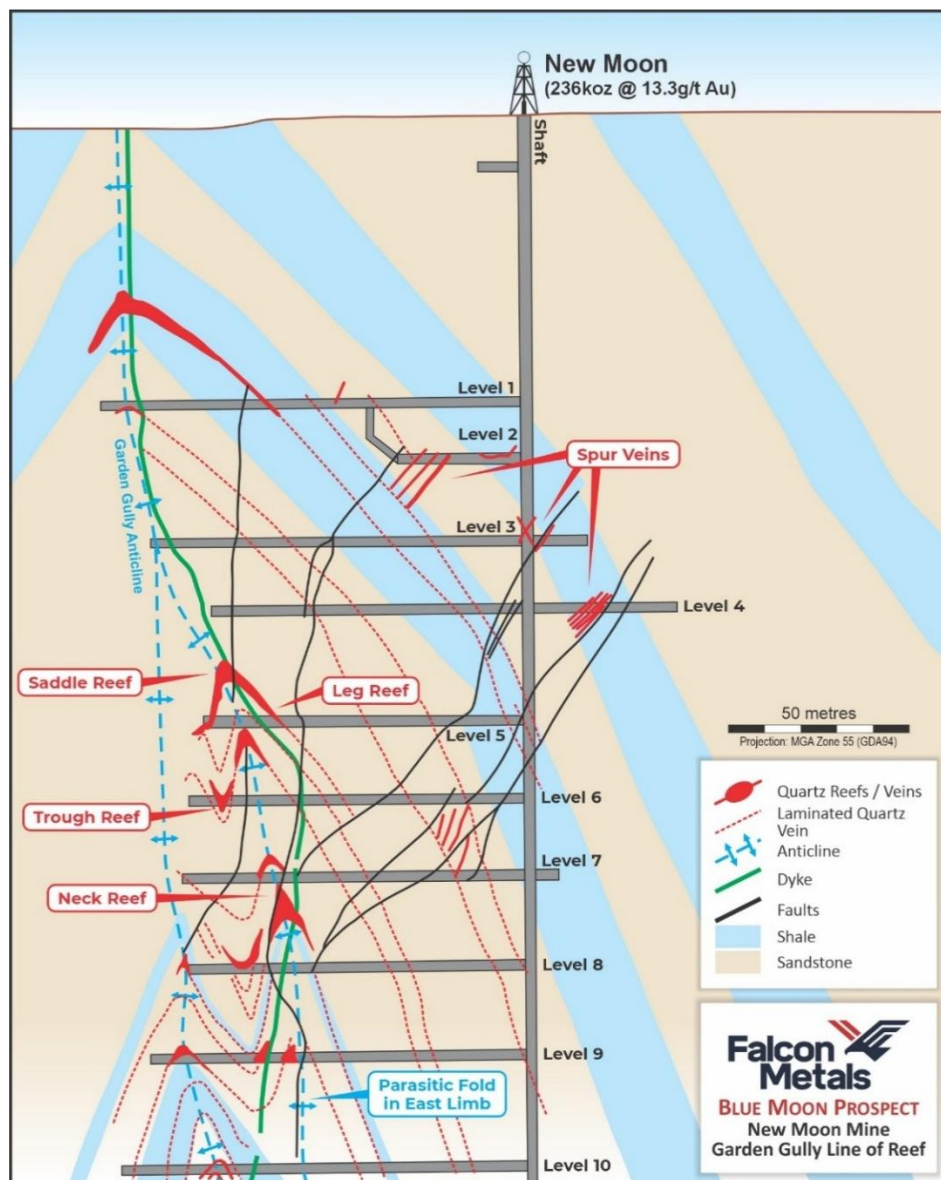 New Moon
(236koz @ 13.3g/t Au)
Shaft
Level 1
Level 2
Spur Veins
Level 3
Garden Gully Anticline
Level 4
Saddle Reef
Leg Reef
Level 5
50 metres
Projection: MGA Zone 55 (GDA94)
Trough Reef
Level 6
Quartz Reefs / Veins
Laminated Quartz
Vein
Anticline
Dyke
Faults
Shale
Sandstone
Level 7
Neck Reef
Level 8
Level 9
Parasitic Fold
in East Limb
Level 10
Falcon
Metals
BLUE MOON PROSPECT
New Moon Mine
Garden Gully Line of Reef